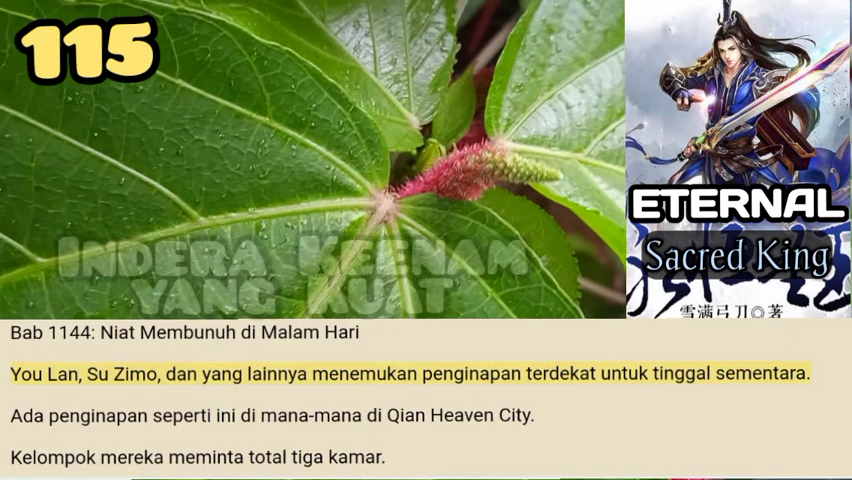 115
INDERA KEENAM
YANG KUAT
ETERNAL
Sacred King
雪满弓刀◎著
Bab 1144: Niat Membunuh di Malam Hari
You Lan, Su Zimo, dan yang lainnya menemukan penginapan terdekat untuk tinggal sementara.
Ada penginapan seperti ini di mana-mana di Qian Heaven City.
Kelompok mereka meminta total tiga kamar.